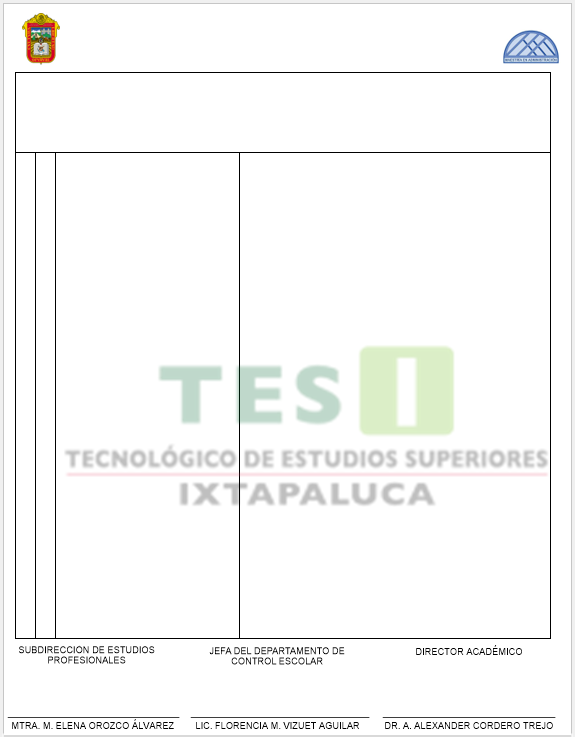 MAESTRÍA EN ADMINISTRACIÓN
TES I
TECNOLÓGICO DE ESTUDIOS SUPERIORES
IXTAPALUCA
SUBDIRECCION DE ESTUDIOS
PROFESIONALES
JEFA DEL DEPARTAMENTO DE
CONTROL ESCOLAR
DIRECTOR ACADÉMICO
MTRA. M. ELENA OROZCO ÁLVAREZ
LIC. FLORENCIA M. VIZUET AGUILAR
DR. A. ALEXANDER CORDERO TREJO